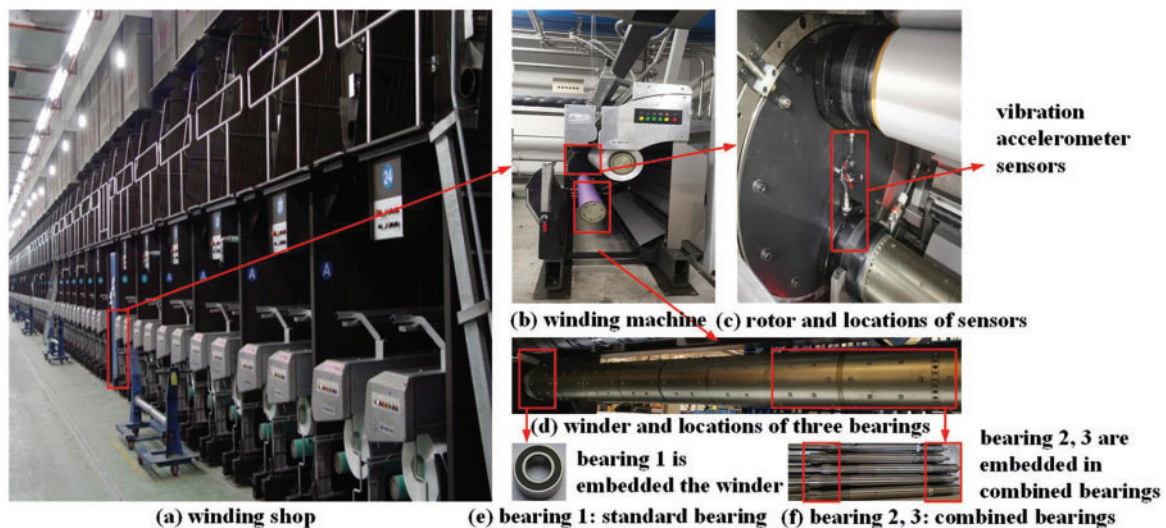 24
A
A
A
vibration
accelerometer
sensors
(b) winding machine
(c) rotor and locations of sensors
(d) winder and locations of three bearings
bearing 1 is
embedded the winder
bearing 2, 3 are
embedded in
combined bearings
(a) winding shop
(e) bearing 1: standard bearing
(f) bearing 2, 3: combined bearings